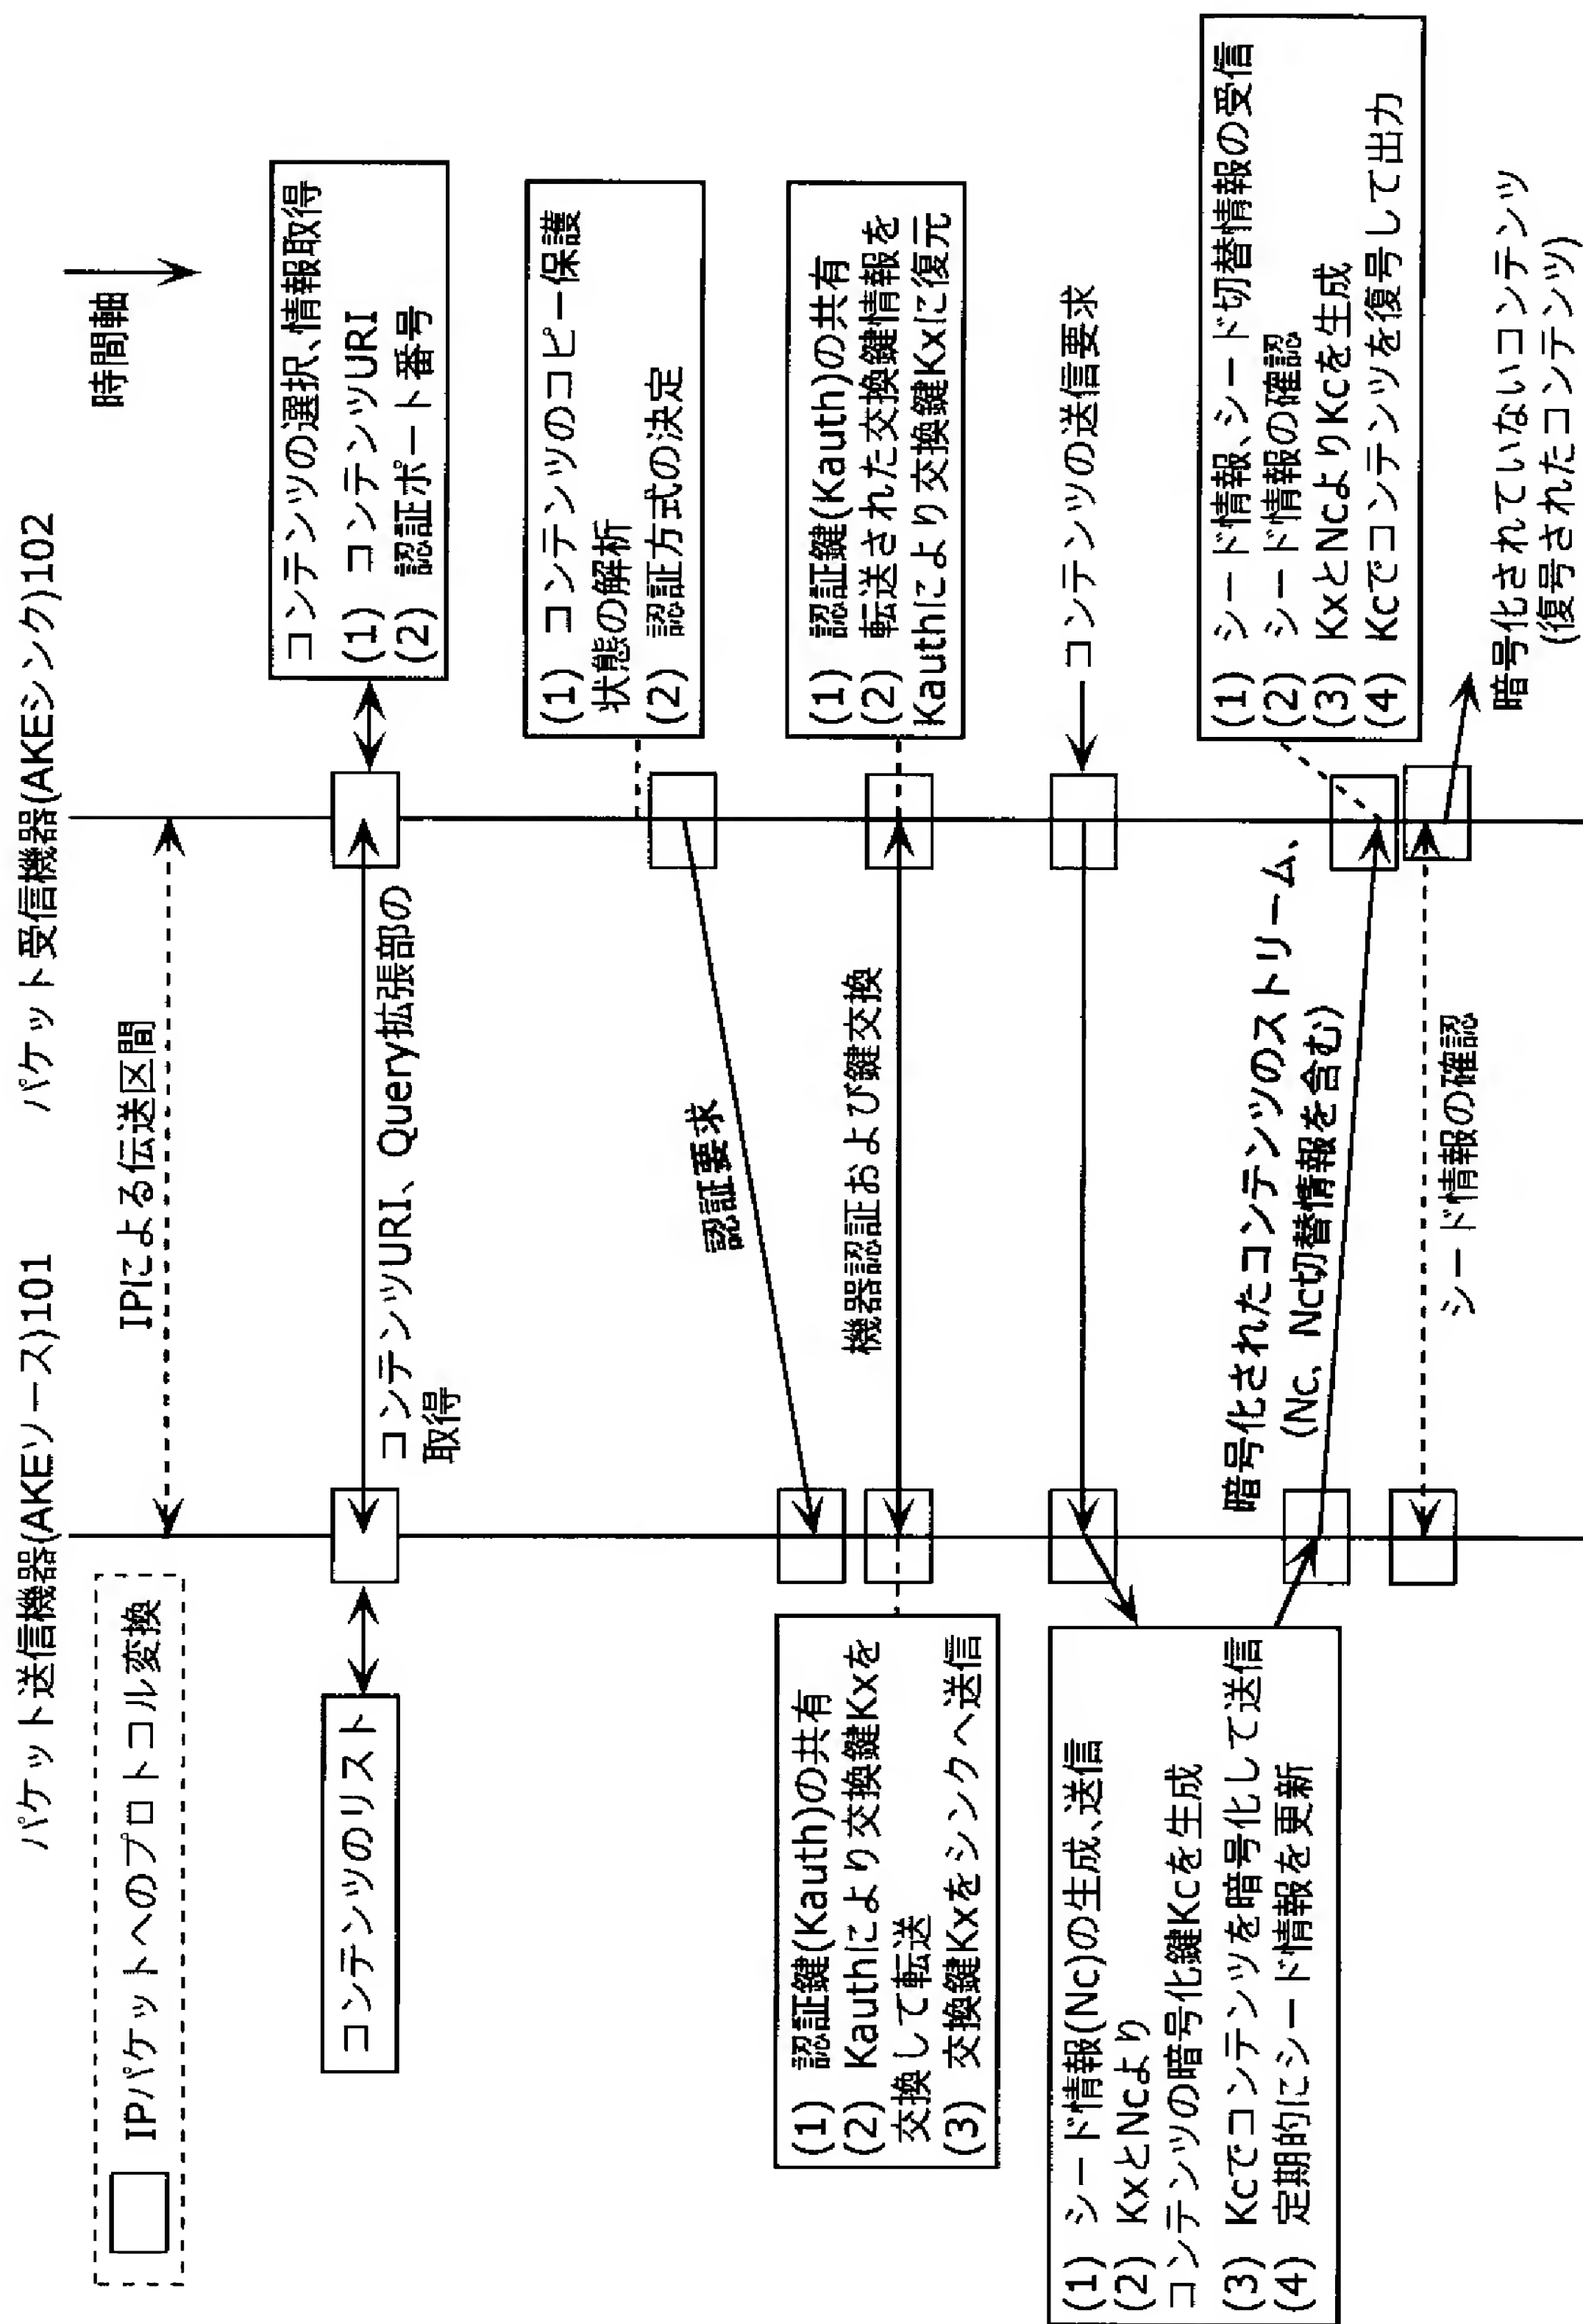 パケット送信機器(AKEソース)101
パケット受信機器(AKEシンク)102
IPパケットへのプロトコル変換
IPによる伝送区間
時間軸
コンテンツのリスト
コンテンツURI、Query拡張部の
取得
コンテンツの選択、情報取得
(1) コンテンツURI
(2) 認証ポート番号
(1) コンテンツのコピー保護
状態の解析
(2) 認証方式の決定
認証要求
(1) 認証鍵(Kauth)の共有
(2) Kauthにより交換鍵Kxを
交換して転送
(3) 交換鍵Kxをシンクへ送信
機器認証および鍵交換
(1) 認証鍵(Kauth)の共有
(2) 転送された交換鍵情報を
Kauthにより交換鍵Kxに復元
コンテンツの送信要求
(1) シード情報(Nc)の生成、送信
(2) KxとNcより
コンテンツの暗号化鍵Kcを生成
(3) Kcでコンテンツを暗号化して送信
(4) 定期的にシード情報を更新
暗号化されたコンテンツのストリーム、
(Nc、Nct切替情報を含む)
(1) シード情報、シード切替情報の受信
(2) シード情報の確認
(3) KxとNcよりKcを生成
(4) Kcでコンテンツを復号して出力
シード情報の確認
暗号化されていないコンテンツ
(復号されたコンテンツ)